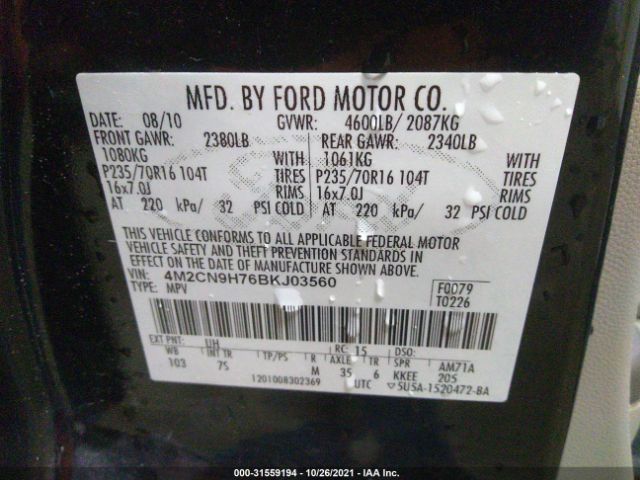 MFD. BY FORD MOTOR CO.
DATE: 08/10 GVWR: 4600LB/ 2087KG
FRONT GAWR: 2380LB REAR GAWR: 2340LB
1080KG WITH 1061KG WITH
P235/70R16 104T TIRES P235/70R16 104T TIRES
16x7.0J RIMS 16x7.0J RIMS
AT 220 kPa/ 32 PSI COLD AT 220 kPa/ 32 PSI COLD
THIS VEHICLE CONFORMS TO ALL APPLICABLE FEDERAL MOTOR
VEHICLE SAFETY AND THEFT PREVENTION STANDARDS IN
EFFECT ON THE DATE OF MANUFACTURE SHOWN ABOVE.
VIN: 4M2CN9H76BKJ03560 F0079
TYPE: MPV T0226
EXT PNT: UH RC: 15 DSO:
WB INT TR TP/PS R AXLE TR SPR AM71A
103 7S M 35 6 KKEE 205
1201008302369 UTC ▽5U5A-1520472-BA
000-31559194 - 10/26/2021 - IAA Inc.